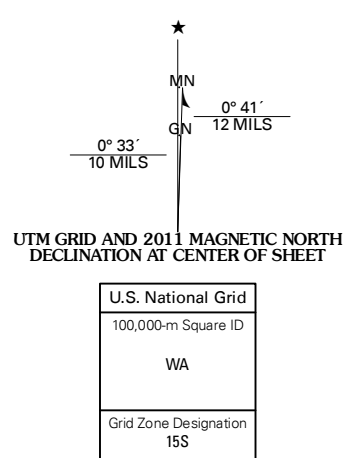 ★
MN
0° 41´
GN
12 MILS
0° 33´
10 MILS
UTM GRID AND 2011 MAGNETIC NORTH
DECLINATION AT CENTER OF SHEET
U.S. National Grid
100,000-m Square ID
WA
Grid Zone Designation
15S